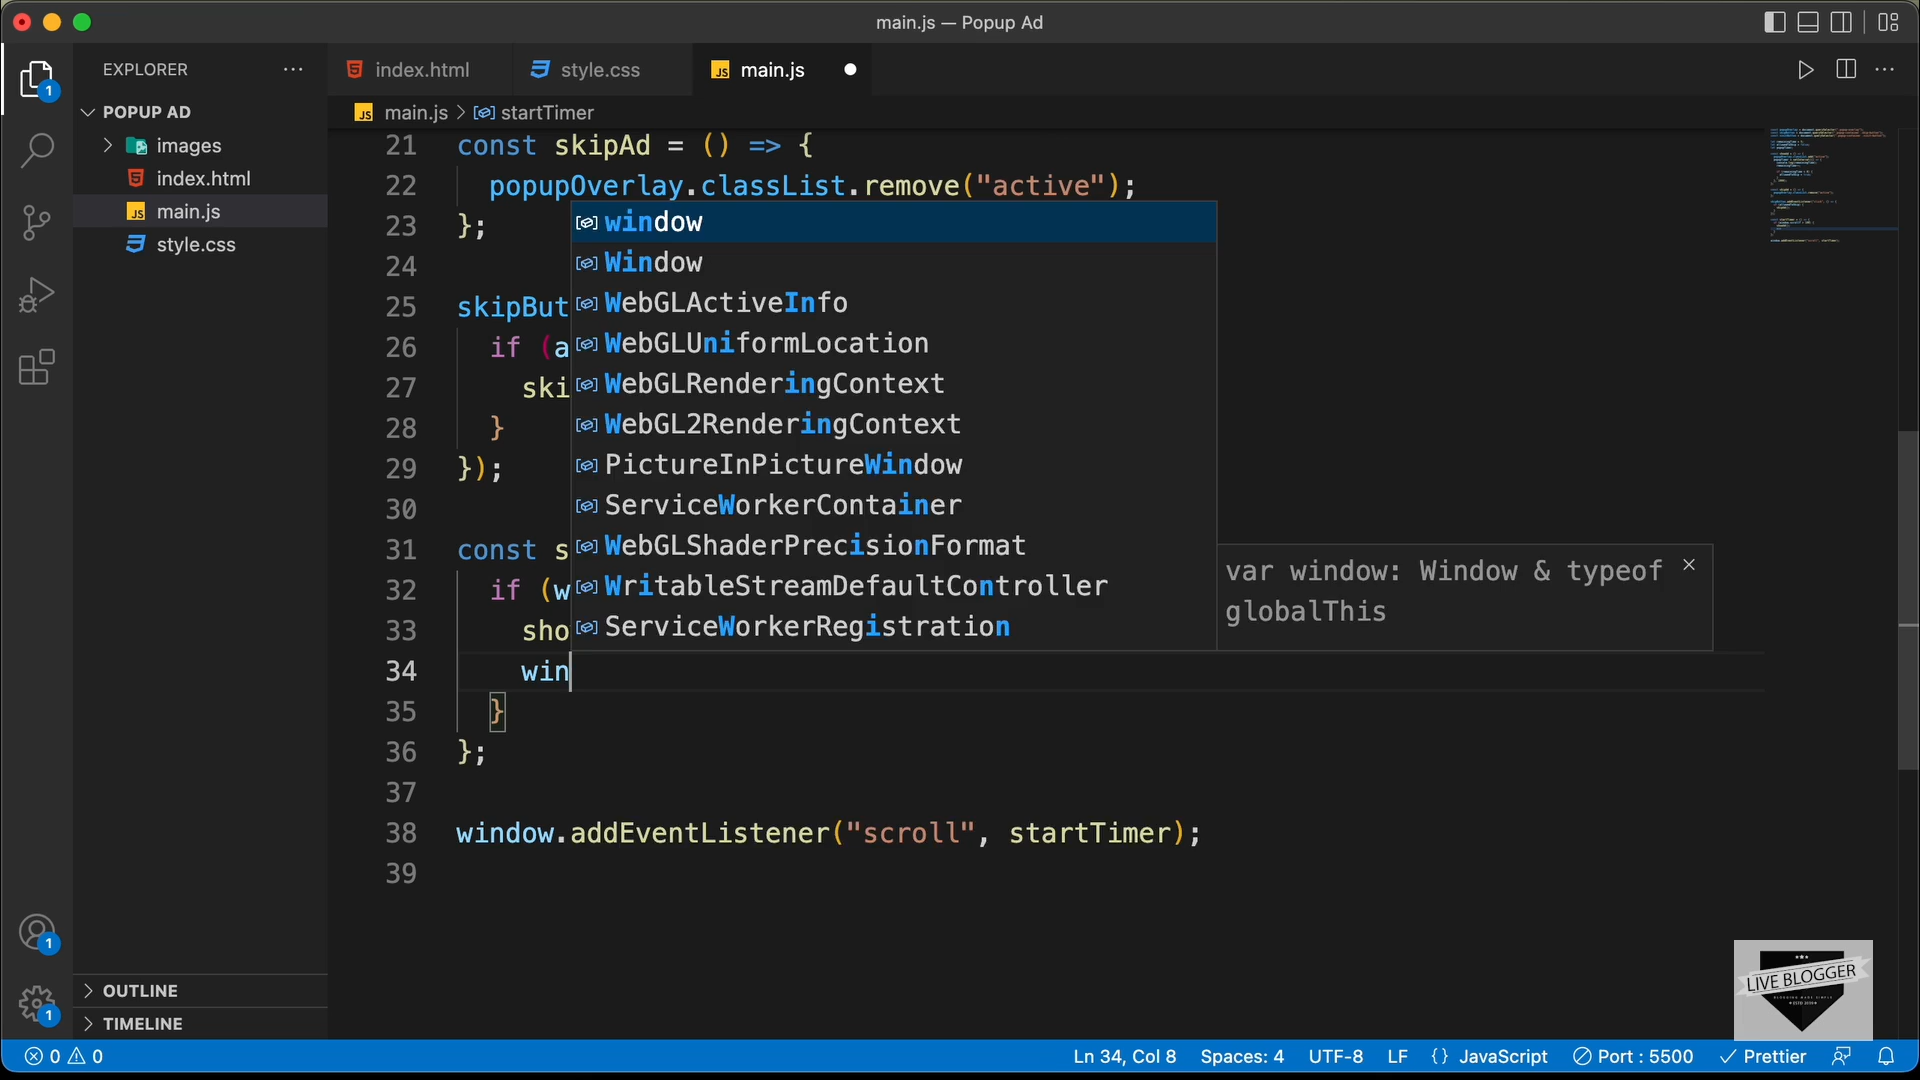 main.js — Popup Ad
EXPLORER
index.html
style.css
main.js
POPUP AD
main.js > startTimer
images
index.html
main.js
style.css
21 const skipAd = () => {
22 popupOverlay.classList.remove("active");
23 };
24
25 skipBut
26 if (a
27 ski
28 }
29 });
30
31 const s
32 if (w
33 sho
34 win
35 }
36 };
37
38 window.addEventListener("scroll", startTimer);
39
window
Window
WebGLActiveInfo
WebGLUniformLocation
WebGLRenderingContext
WebGL2RenderingContext
PictureInPictureWindow
ServiceWorkerContainer
WebGLShaderPrecisionFormat
WritableStreamDefaultController
ServiceWorkerRegistration
var window: Window & typeof
globalThis
1
1
1
OUTLINE
TIMELINE
LIVE BLOGGER
0 0 Ln 34, Col 8 Spaces: 4 UTF-8 LF {} JavaScript Port : 5500 Prettier